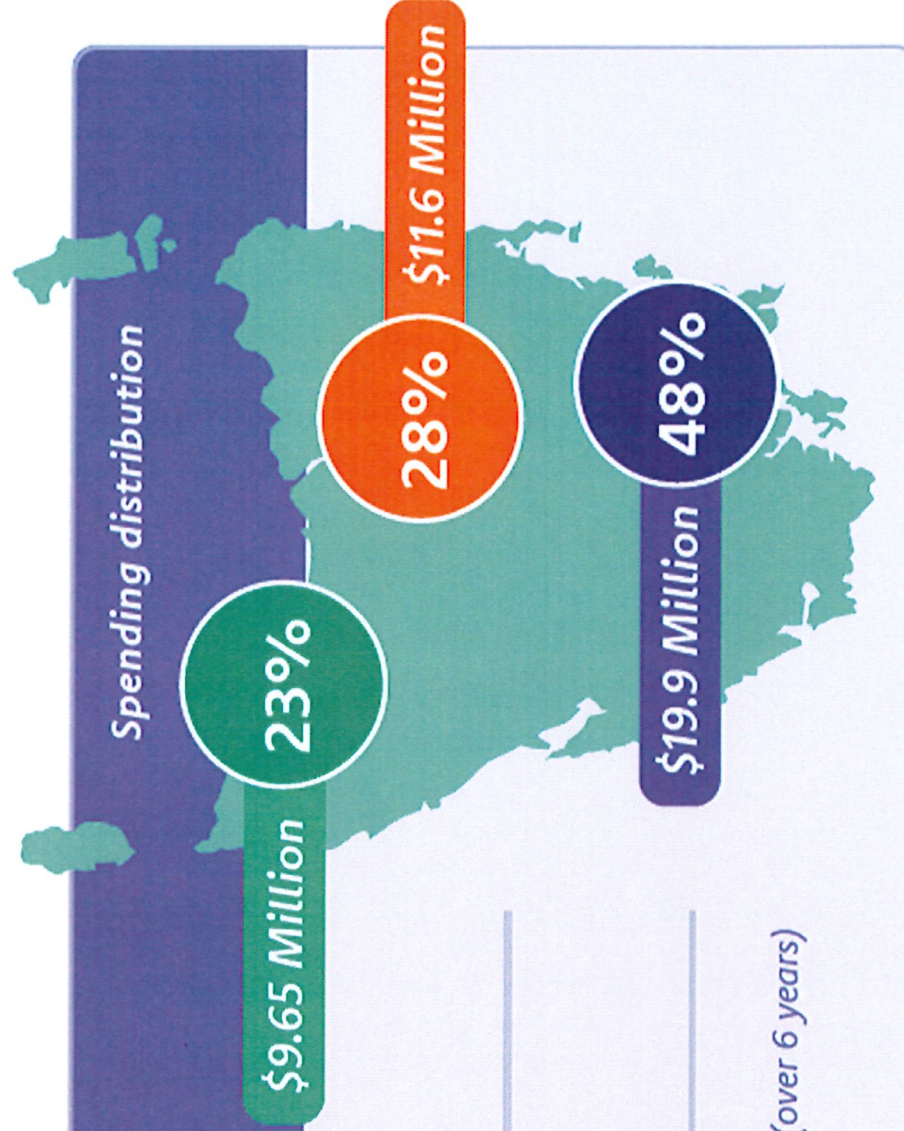 Spending distribution
$9.65 Million
23%
28%
$11.6 Million
$19.9 Million
48%
(over 6 years)